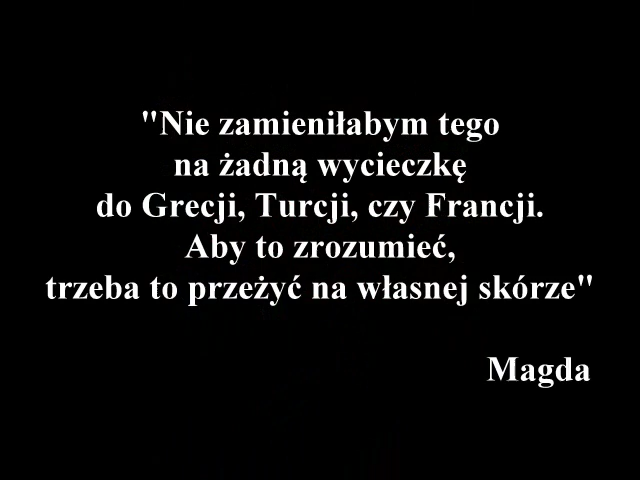 "Nie zamieniłabym tego
na żadną wycieczkę
do Grecji, Turcji, czy Francji.
Aby to zrozumieć,
trzeba to przeżyć na własnej skórze"
Magda